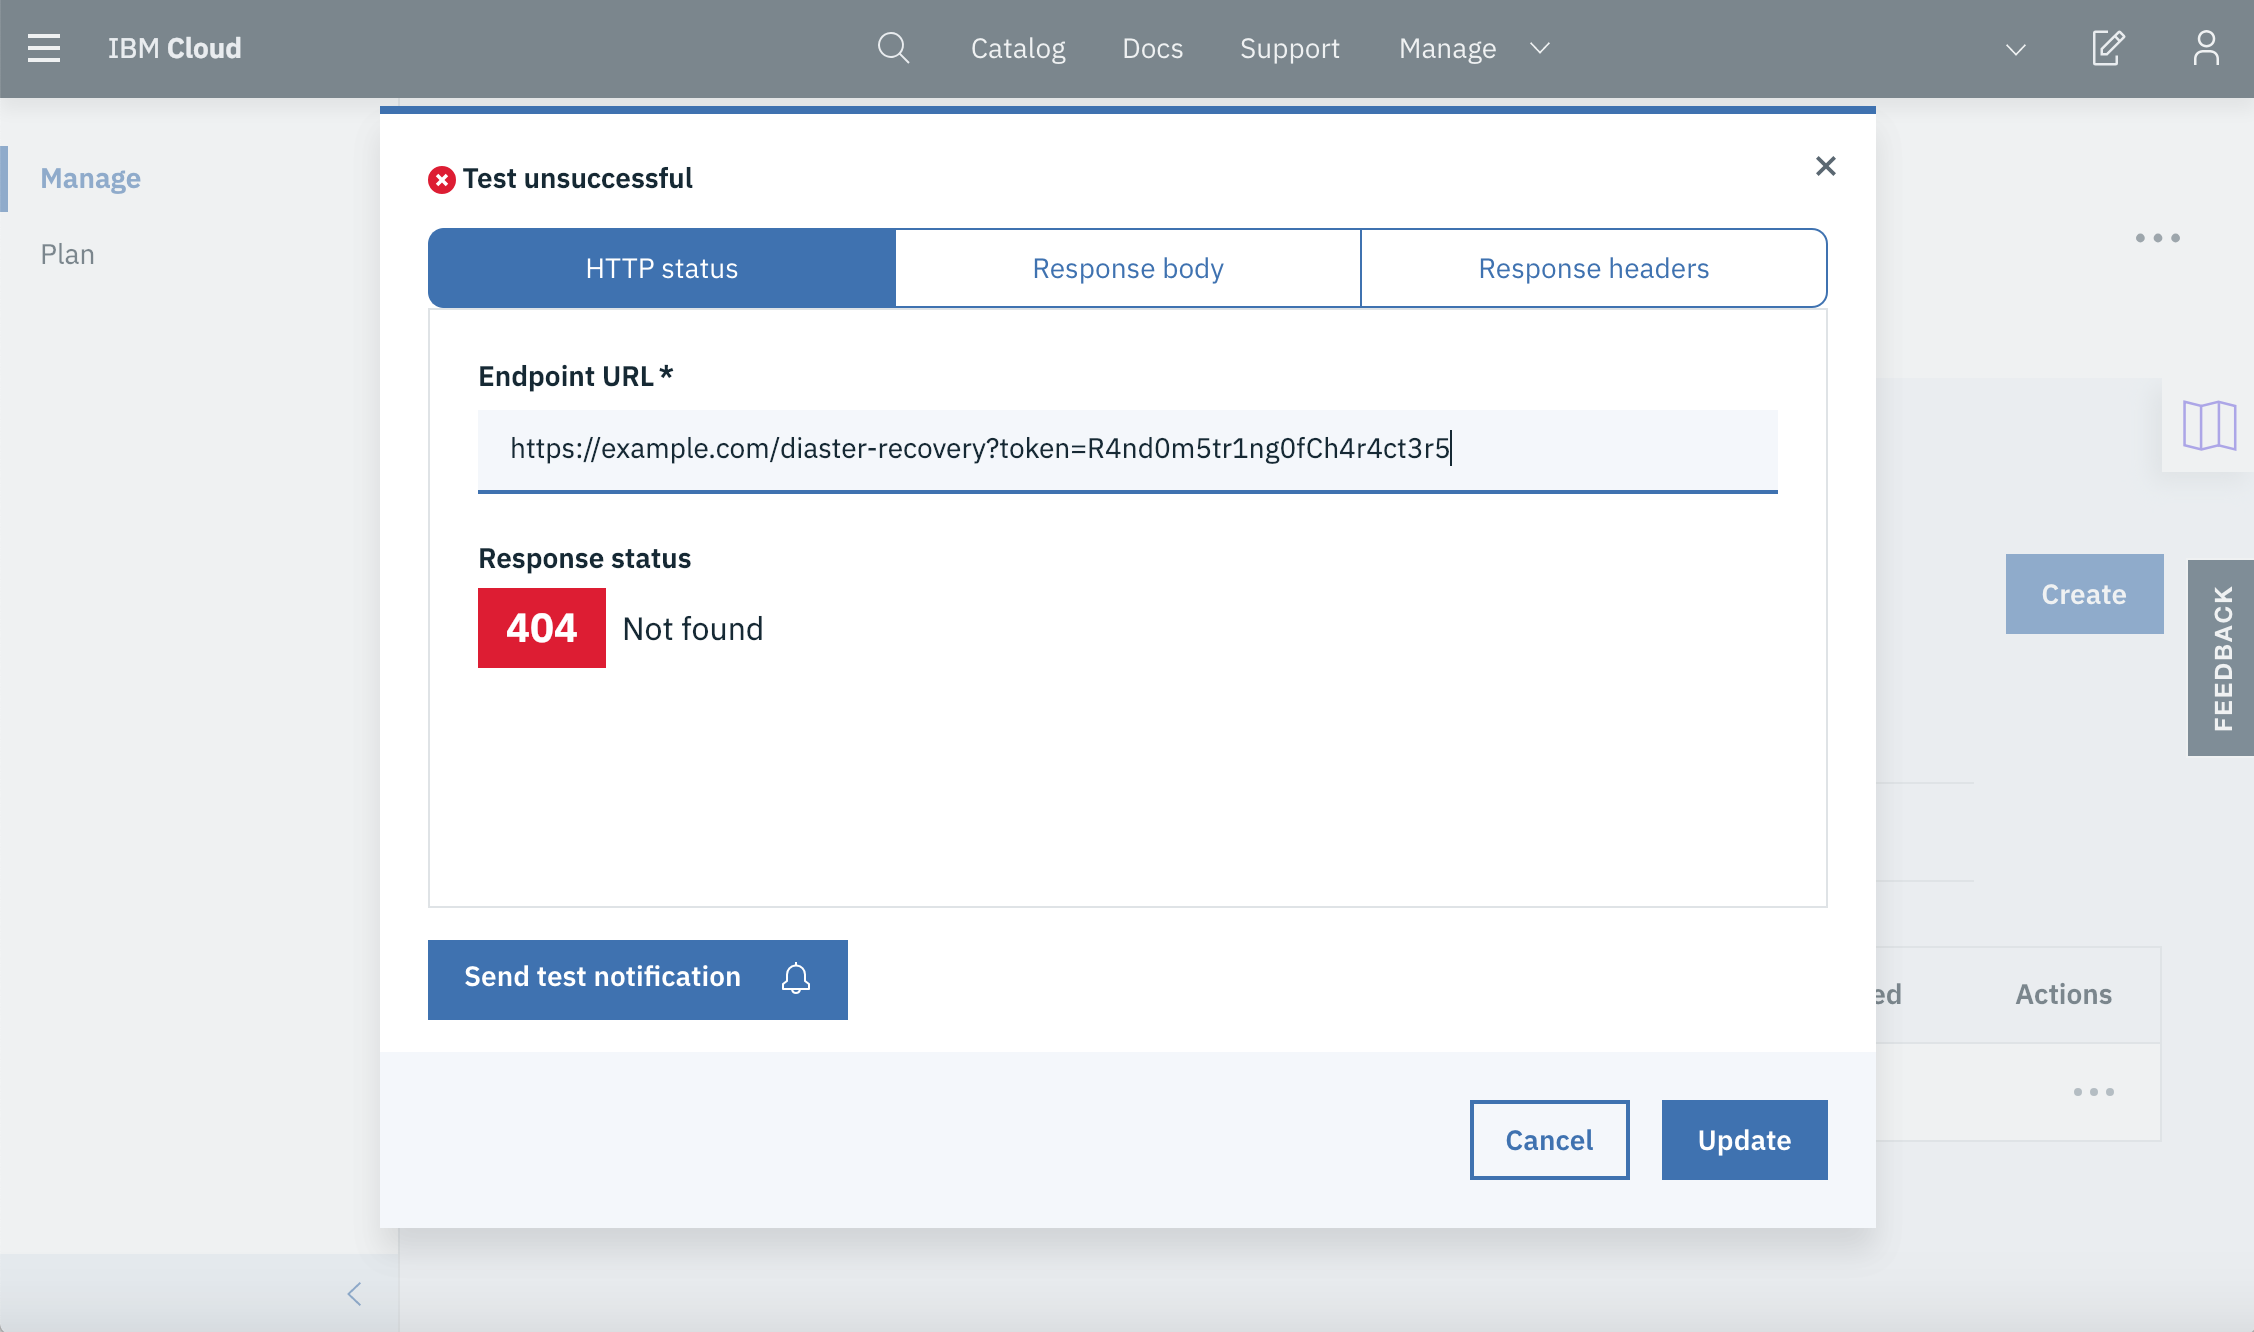 IBM Cloud
Catalog
Docs
Support
Manage
Manage
Plan
Test unsuccessful
HTTP status
Response body
Response headers
Endpoint URL *
https://example.com/diaster-recovery?token=R4nd0m5tr1ng0fCh4r4ct3r5
Response status
404
Not found
Create
FEEDBACK
Send test notification
ed
Actions
Cancel
Update